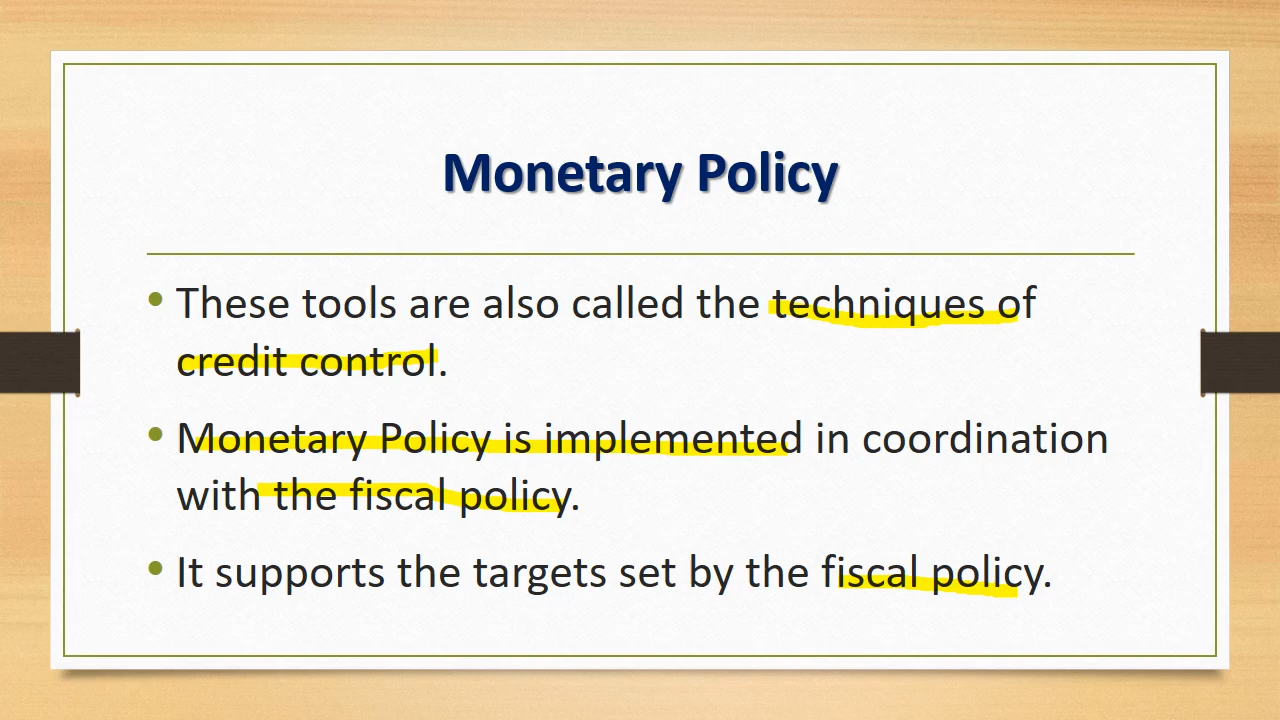 Monetary Policy
• These tools are also called the techniques of
credit control.
• Monetary Policy is implemented in coordination
with the fiscal policy.
• It supports the targets set by the fiscal policy.